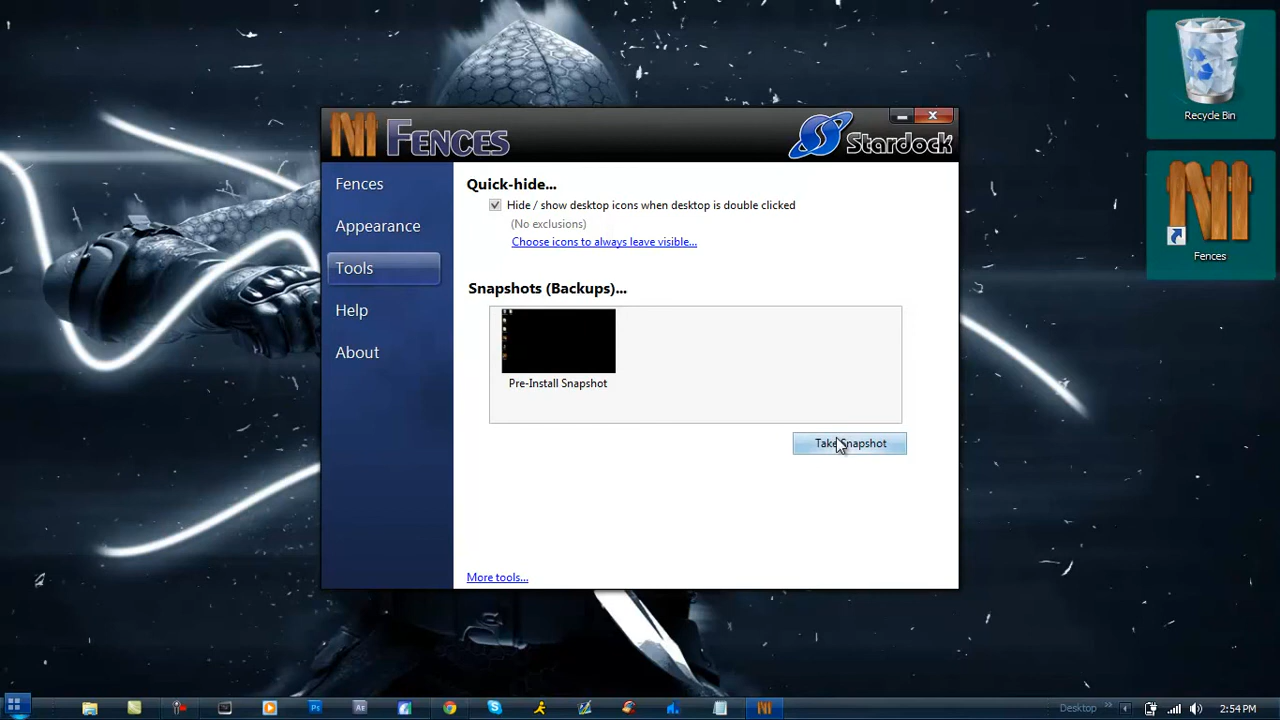 Recycle Bin
Fences
FENCES
Stardock
Fences
Appearance
Tools
Help
About
Quick-hide...
Hide / show desktop icons when desktop is double clicked
(No exclusions)
Choose icons to always leave visible...
Snapshots (Backups)...
Pre-Install Snapshot
Take Snapshot
More tools...
Ps
Ae
Desktop
2:54 PM